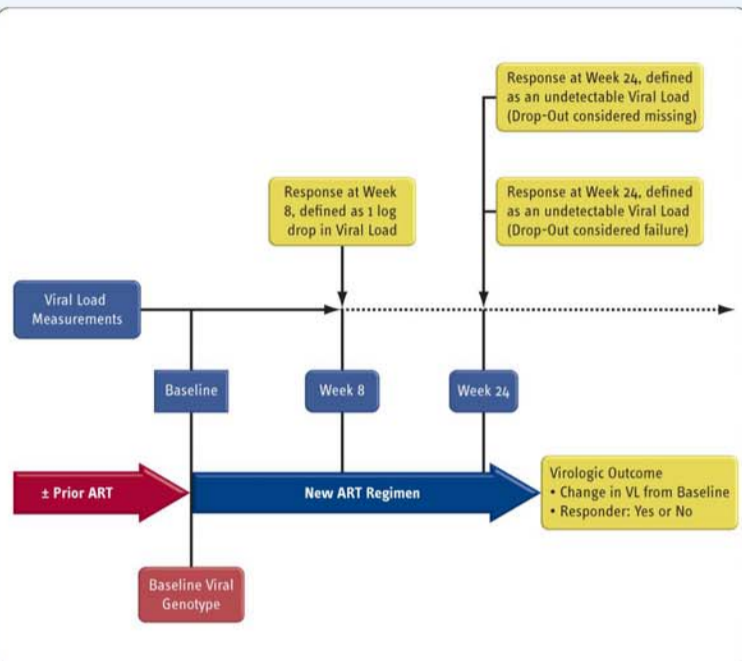 Response at Week 24, defined
as an undetectable Viral Load
(Drop-Out considered missing)
Response at Week
8, defined as 1 log
drop in Viral Load
Response at Week 24, defined
as an undetectable Viral Load
(Drop-Out considered failure)
Viral Load
Measurements
Baseline
Week 8
Week 24
± Prior ART
New ART Regimen
Virologic Outcome
• Change in VL from Baseline
• Responder: Yes or No
Baseline Viral
Genotype